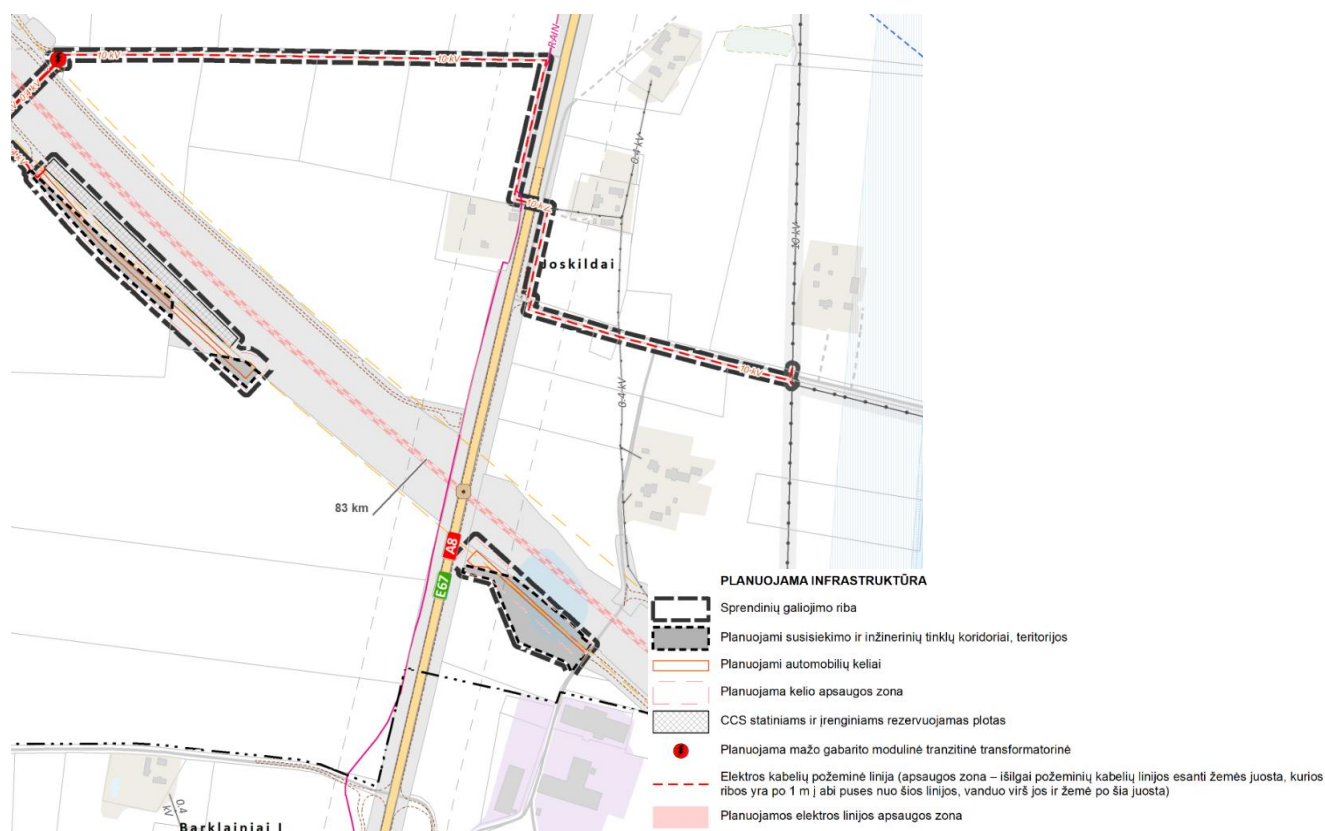 RAIN
10 kV
10 kV
0.4 kV
0.4 kV
10 kV
10 kV
Joskildai
10 kV
0.4 kV
83 km
A8
E67
0.4
kV
Barklainiai I
PLANUOJAMA INFRASTRUKTŪRA
Sprendinių galiojimo riba
Planuojami susisiekimo ir inžinerinių tinklų koridoriai, teritorijos
Planuojami automobilių keliai
Planuojama kelio apsaugos zona
CCS statiniams ir įrenginiams rezervuojamas plotas
Planuojama mažo gabarito modulinė tranzitinė transformatorinė
Elektros kabelių požeminė linija (apsaugos zona – išilgai požeminių kabelių linijos esanti žemės juosta, kurios
ribos yra po 1 m į abi puses nuo šios linijos, vanduo virš jos ir žemė po šia juosta)
Planuojamos elektros linijos apsaugos zona